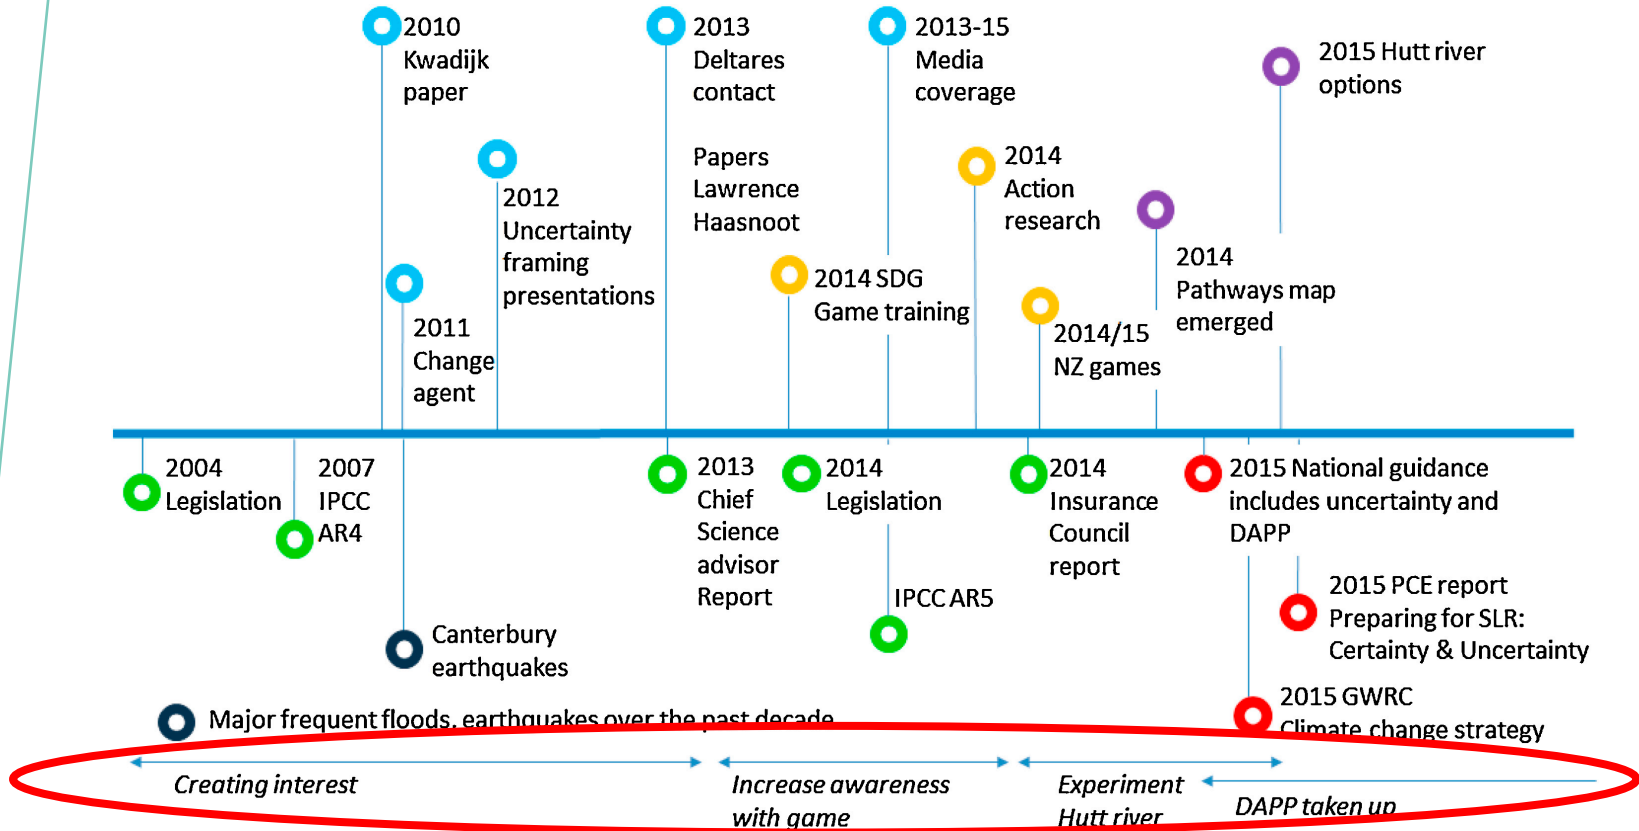 2010
Kwadijk
paper
2011
Change
agent
2012
Uncertainty
framing
presentations
2013
Deltares
contact
Papers
Lawrence
Haasnoot
2014 SDG
Game training
2013-15
Media
coverage
2014
Action
research
2014/15
NZ games
2014
Pathways map
emerged
2015 Hutt river
options
2004
Legislation
2007
IPCC
AR4
Canterbury
earthquakes
2013
Chief
Science
advisor
Report
2014
Legislation
IPCC AR5
2014
Insurance
Council
report
2015 National guidance
includes uncertainty and
DAPP
2015 PCE report
Preparing for SLR:
Certainty & Uncertainty
2015 GWRC
Climate change strategy
Major frequent floods, earthquakes over the past decade
Creating interest
Increase awareness
with game
Experiment
Hutt river
DAPP taken up